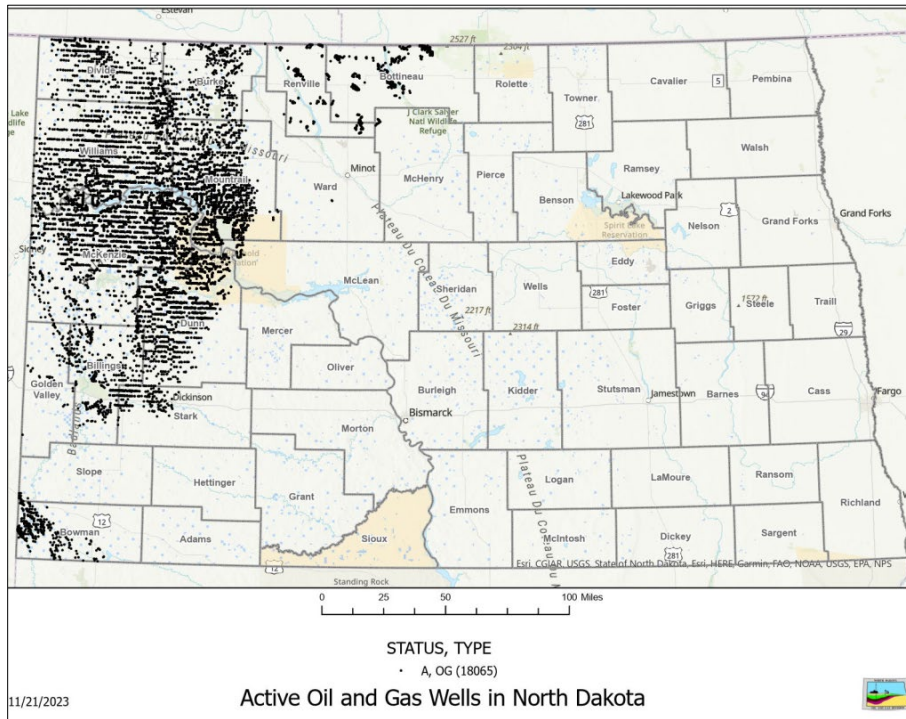 Estevan
2527 ft
2504 ft
Divide
Burke
Renville
Bottineau
Rolette
Towner
Cavalier
5
Pembina
Lake
J Clark Salyer
Natl Wildlife
Refuge
281
Williams
Missouri
Minot
Walsh
Mountrail
Ward
McHenry
Pierce
Ramsey
Benson
Lakewood Park
2
Nelson
Grand Forks
Grand Forks
Spirit Lake
Reservation
Sidney
McKenzie
Plateau Du Coteau Du Missouri
Eddy
McLean
Sheridan
Wells
281
Foster
Griggs
1572 ft
Steele
Traill
2217 ft
2314 ft
Dunn
Mercer
29
Oliver
Billings
Golden
Valley
Dickinson
Stark
Burleigh
Kidder
Stutsman
Jamestown
Barnes
94
Cass
Fargo
Bismarck
Morton
Badlands
Slope
Hettinger
Grant
Plateau Du Coteau Du M
Logan
LaMoure
Ransom
Emmons
Richland
12
Bowman
Adams
Sioux
McIntosh
Dickey
281
Sargent
Esri, CGIAR, USGS, State of North Dakota, Esri, HERE, Garmin, FAO, NOAA, USGS, EPA, NPS
Standing Rock
0 25 50 100 Miles
STATUS, TYPE
A, OG (18065)
11/21/2023
Active Oil and Gas Wells in North Dakota